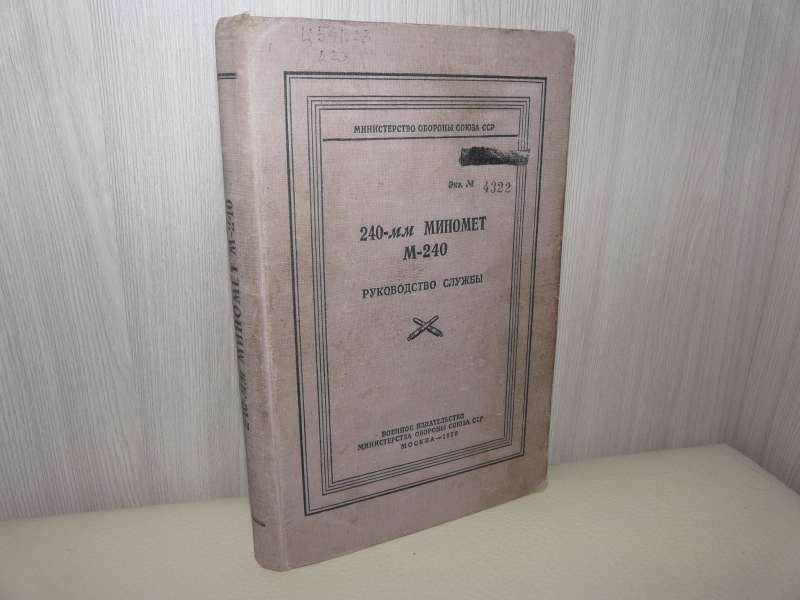 МИНИСТЕРСТВО ОБОРОНЫ СОЮЗА ССР
Экз. № 4322
240-мм МИНОМЕТ
М-240
РУКОВОДСТВО СЛУЖБЫ
ВОЕННОЕ ИЗДАТЕЛЬСТВО
МИНИСТЕРСТВА ОБОРОНЫ СОЮЗА ССР
МОСКВА —
240-мм МИНОМЕТ М-240